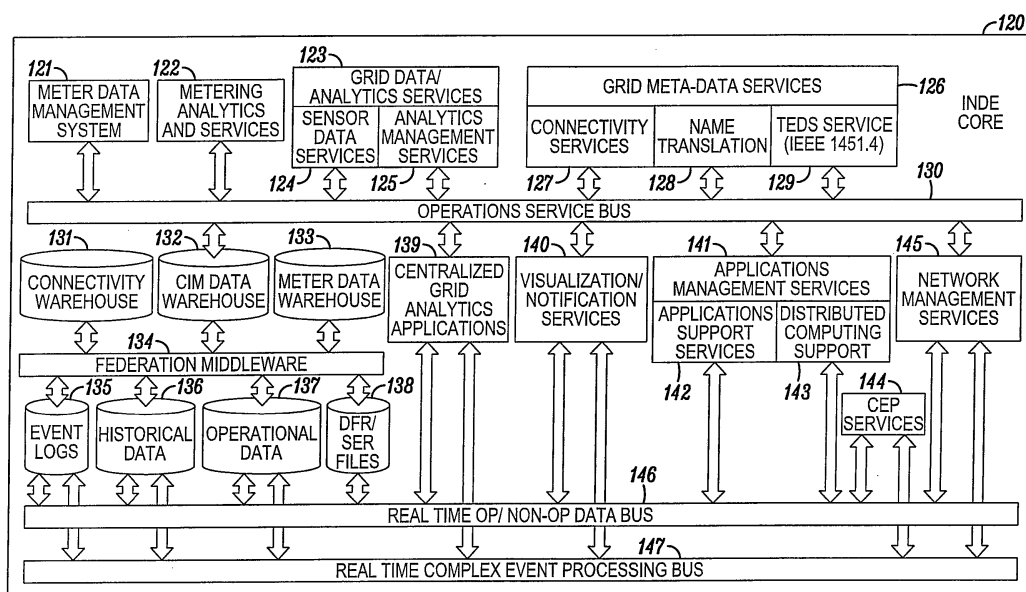 120
121
METER DATA
MANAGEMENT
SYSTEM
122
METERING
ANALYTICS
AND SERVICES
123
GRID DATA/
ANALYTICS SERVICES
SENSOR
DATA
SERVICES
124
ANALYTICS
MANAGEMENT
SERVICES
125
GRID META-DATA SERVICES
126
CONNECTIVITY
SERVICES
127
NAME
TRANSLATION
128
TEDS SERVICE
(IEEE 1451.4)
129
INDE
CORE
130
OPERATIONS SERVICE BUS
131
CONNECTIVITY
WAREHOUSE
132
CIM DATA
WAREHOUSE
133
METER DATA
WAREHOUSE
139
CENTRALIZED
GRID
ANALYTICS
APPLICATIONS
140
VISUALIZATION/
NOTIFICATION
SERVICES
141
APPLICATIONS
MANAGEMENT SERVICES
APPLICATIONS
SUPPORT
SERVICES
142
DISTRIBUTED
COMPUTING
SUPPORT
143
145
NETWORK
MANAGEMENT
SERVICES
134
FEDERATION MIDDLEWARE
135
EVENT
LOGS
136
HISTORICAL
DATA
137
OPERATIONAL
DATA
138
DFR/
SER
FILES
144
CEP
SERVICES
146
REAL TIME OP/ NON-OP DATA BUS
147
REAL TIME COMPLEX EVENT PROCESSING BUS